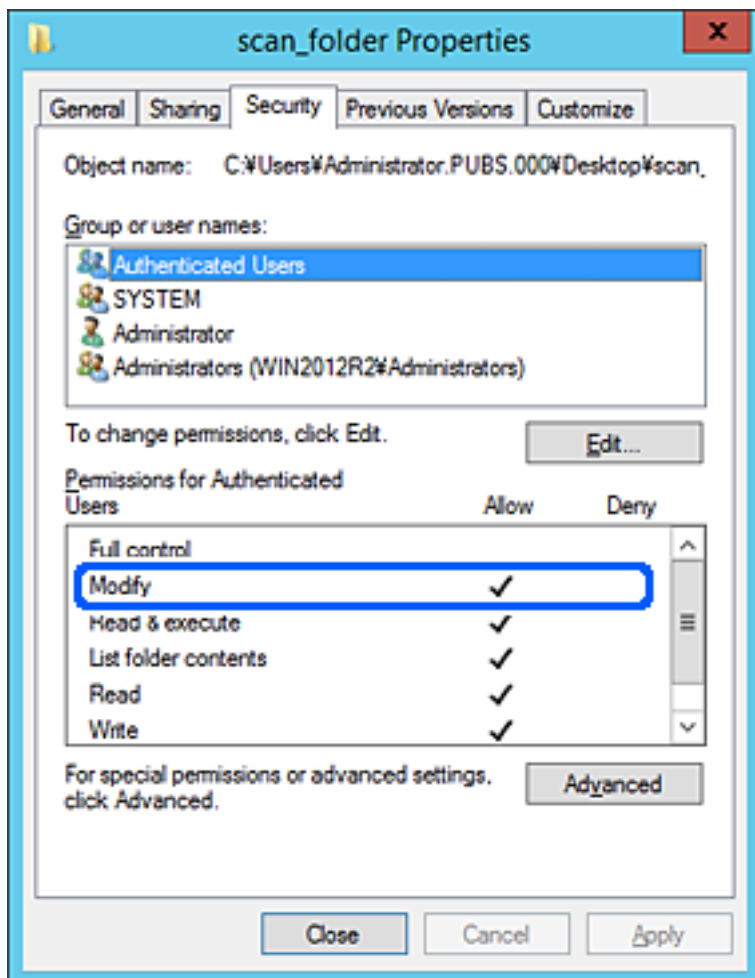 scan_folder Properties
General Sharing Security Previous Versions Customize
Object name: C:¥Users¥Administrator.PUBS.000¥Desktop¥scan_
Group or user names:
Authenticated Users
SYSTEM
Administrator
Administrators (WIN2012R2¥Administrators)
To change permissions, click Edit.
Edit...
Permissions for Authenticated
Users Allow Deny
Full control
Modify
Read & execute
List folder contents
Read
Write
For special permissions or advanced settings,
click Advanced.
Advanced
Close Cancel Apply